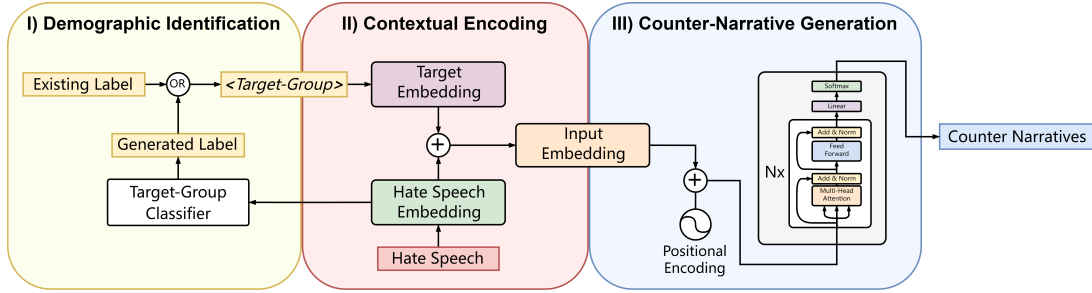 I) Demographic Identification
Existing Label
OR
<Target-Group>
Generated Label
Target-Group
Classifier
II) Contextual Encoding
Target
Embedding
+
Input
Embedding
Hate Speech
Embedding
Hate Speech
III) Counter-Narrative Generation
+
Positional
Encoding
Nx
Softmax
Linear
Add & Norm
Feed
Forward
Add & Norm
Multi-Head
Attention
Counter Narratives